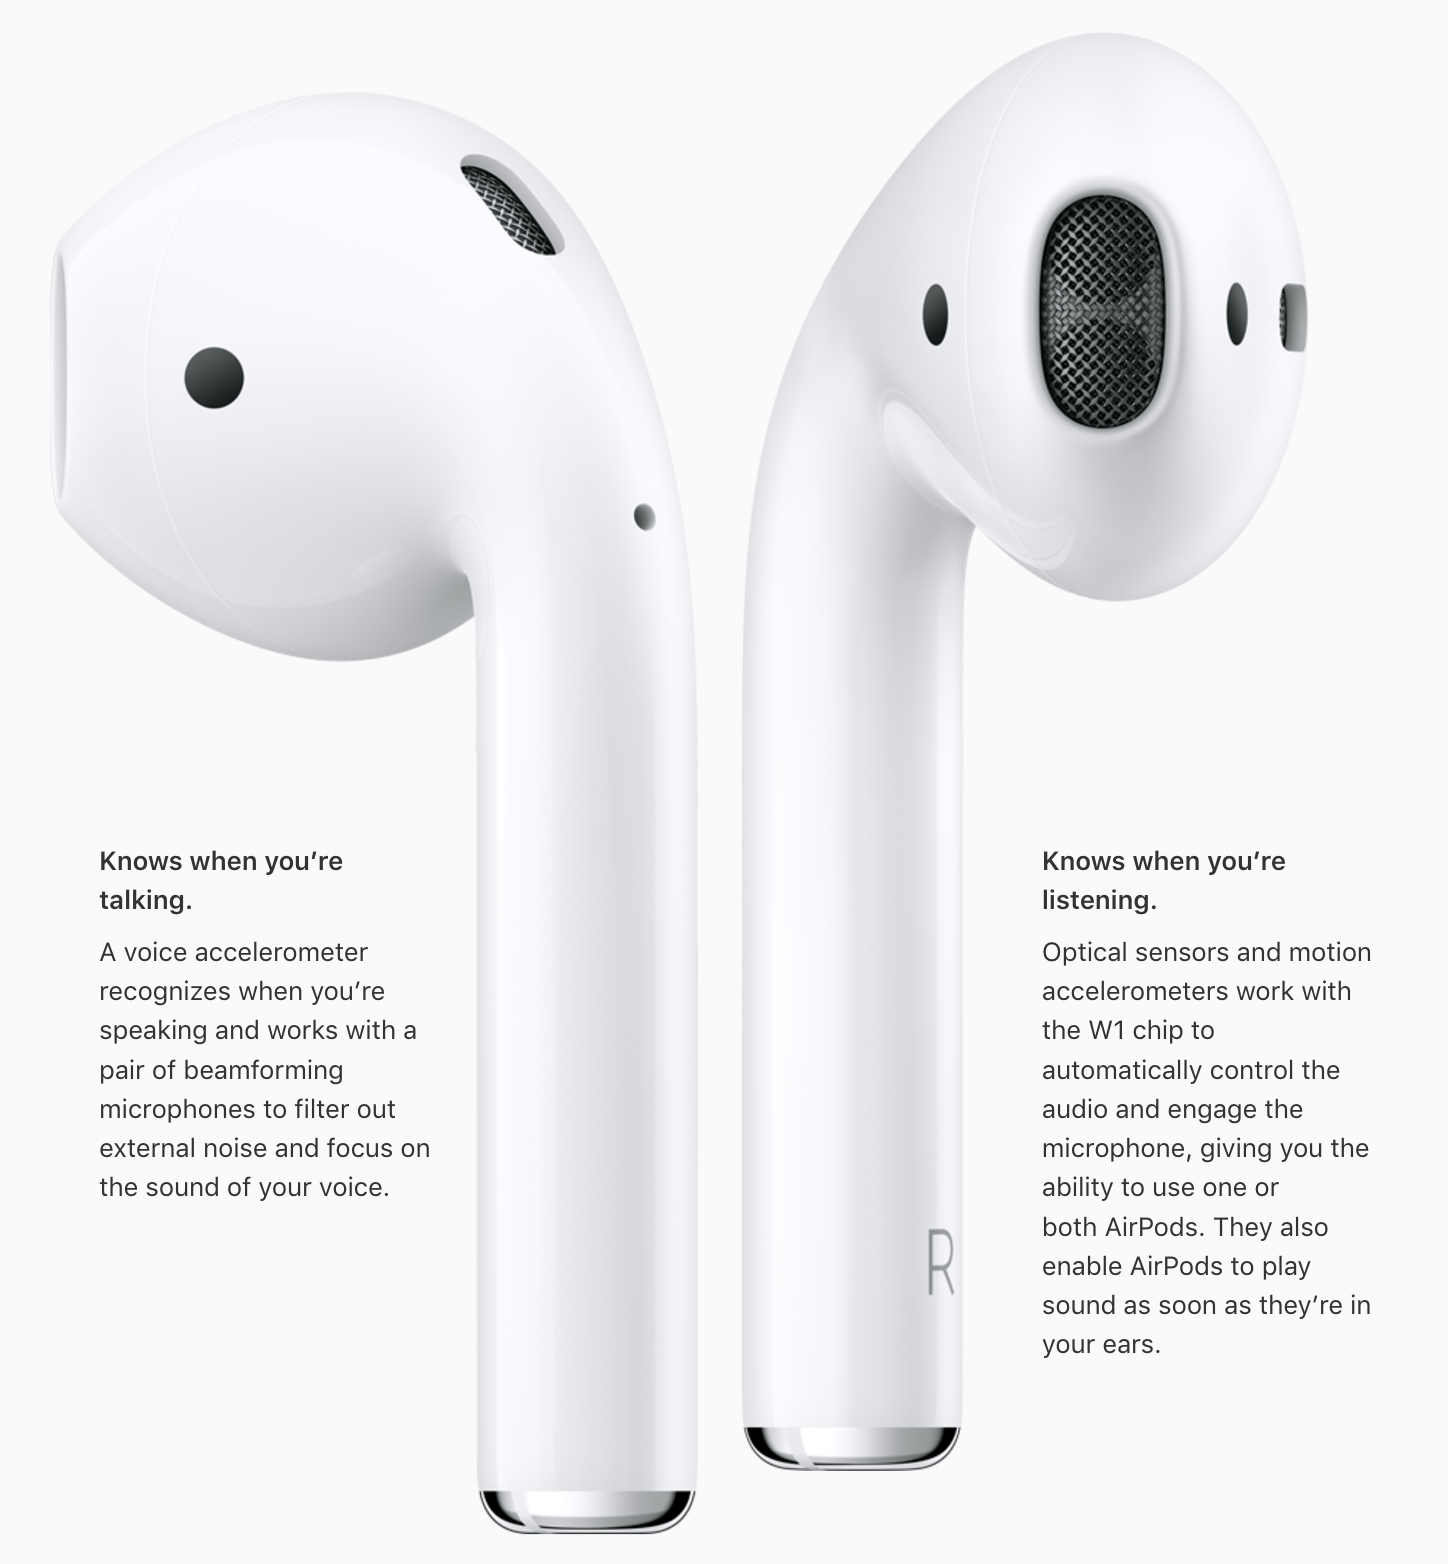 Knows when you’re
talking.
A voice accelerometer
recognizes when you’re
speaking and works with a
pair of beamforming
microphones to filter out
external noise and focus on
the sound of your voice.
R
Knows when you’re
listening.
Optical sensors and motion
accelerometers work with
the W1 chip to
automatically control the
audio and engage the
microphone, giving you the
ability to use one or
both AirPods. They also
enable AirPods to play
sound as soon as they’re in
your ears.